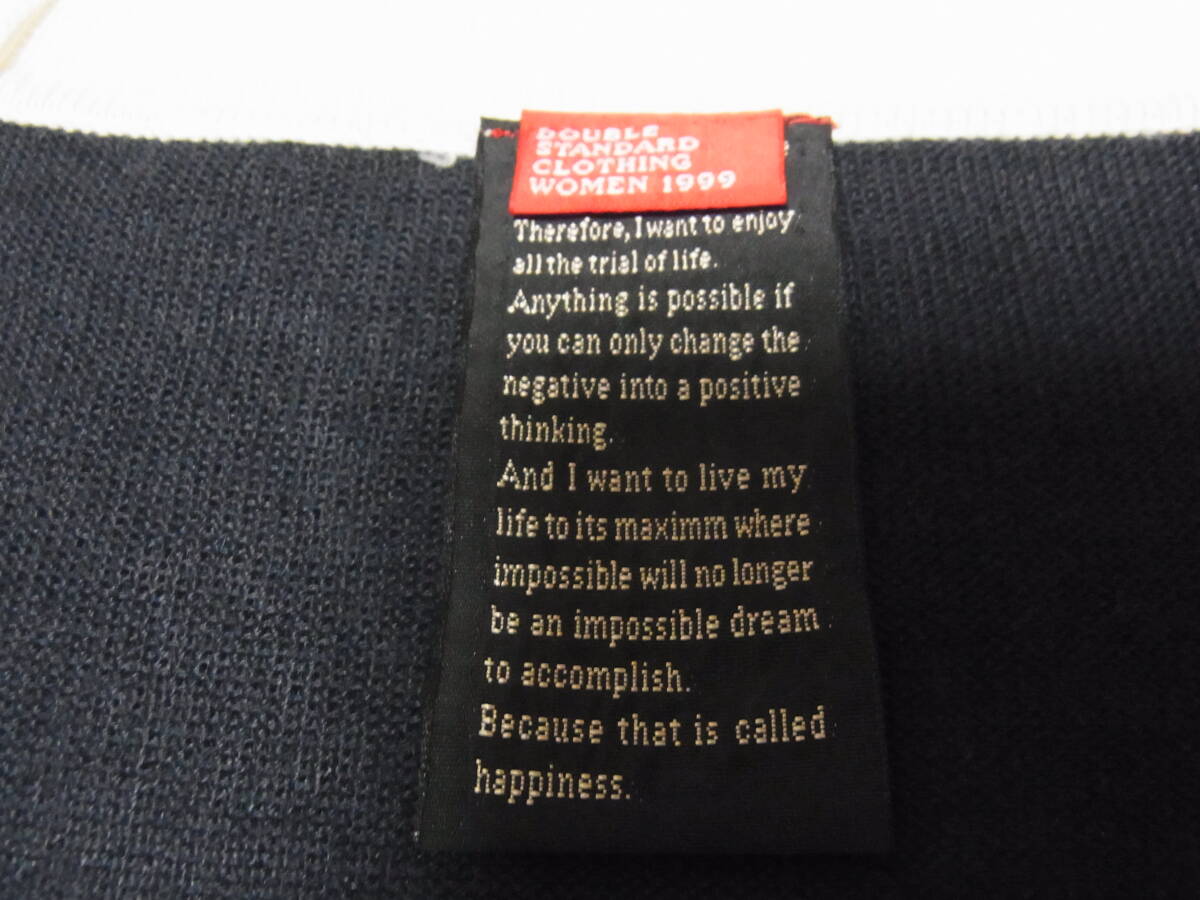 DOUBLE
STANDARD
CLOTHING
WOMEN 1999
Therefore, I want to enjoy
all the trial of life.
Anything is possible if
you can only change the
negative into a positive
thinking.
And I want to live my
life to its maximm where
impossible will no longer
be an impossible dream
to accomplish.
Because that is called
happiness.